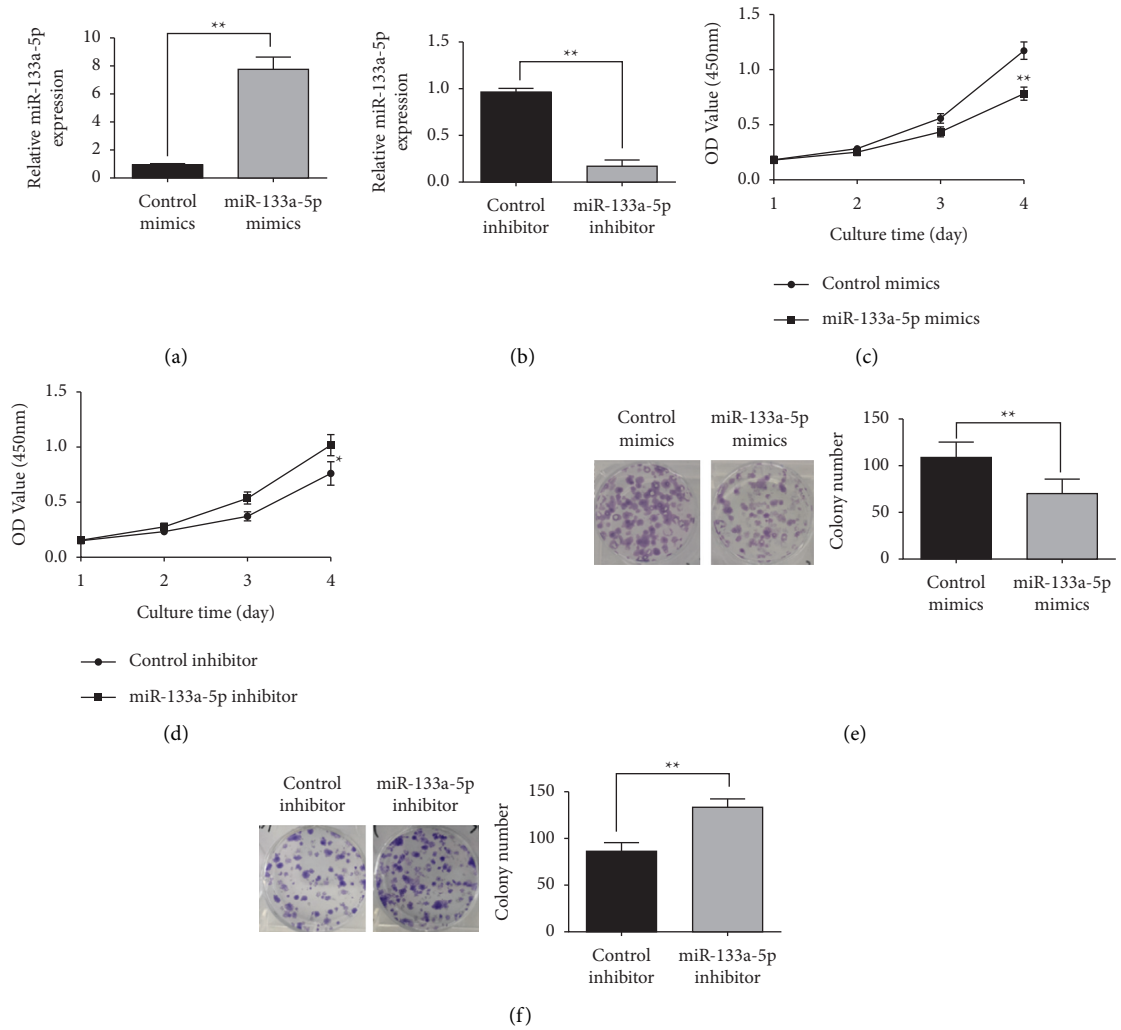 Relative miR-133a-5p
expression
10
8
6
4
2
0
**
Control
mimics
miR-133a-5p
mimics
(a)
Relative miR-133a-5p
expression
1.5
1.0
0.5
0.0
**
Control
inhibitor
miR-133a-5p
inhibitor
(b)
OD Value (450nm)
1.5
1.0
0.5
0.0
**
1 2 3 4
Culture time (day)
Control mimics
miR-133a-5p mimics
(c)
OD Value (450nm)
1.5
1.0
0.5
0.0
*
1 2 3 4
Culture time (day)
Control inhibitor
miR-133a-5p inhibitor
(d)
Control
mimics
miR-133a-5p
mimics
Colony number
150
100
50
0
**
Control
mimics
miR-133a-5p
mimics
(e)
Control
inhibitor
miR-133a-5p
inhibitor
Colony number
150
100
50
0
**
Control
inhibitor
miR-133a-5p
inhibitor
(f)